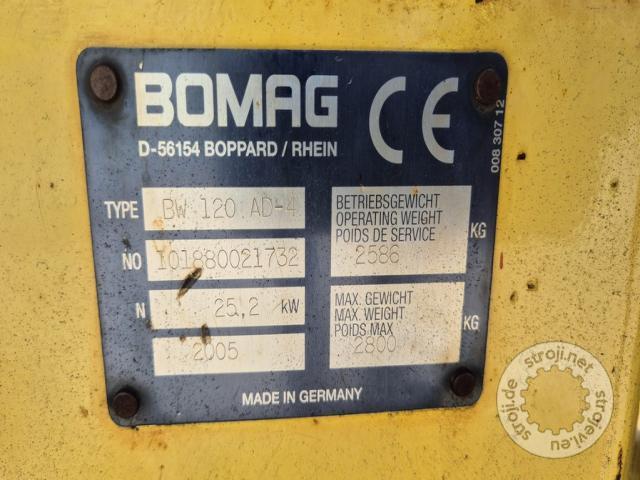 BOMAG
CE
D-56154 BOPPARD / RHEIN
008 307 12
TYPE BW 120 AD-4
NO 101880021732
N 25,2 kW
2005
BETRIEBSGEWICHT
OPERATING WEIGHT
POIDS DE SERVICE
2586 KG
MAX. GEWICHT
MAX. WEIGHT
POIDS MAX
2800 KG
MADE IN GERMANY
stroji.de
stroji.net
strojevi.eu